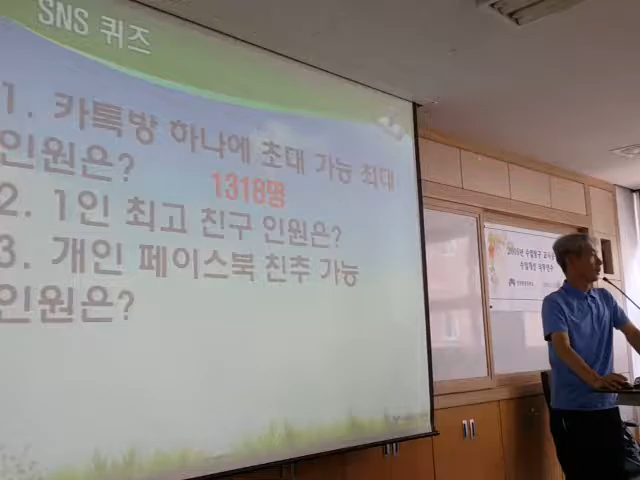 SNS 퀴즈
1. 카톡방 하나에 초대 가능 최대
인원은?
1318명
2. 1인 최고 친구 인원은?
3. 개인 페이스북 친추 가능
인원은?